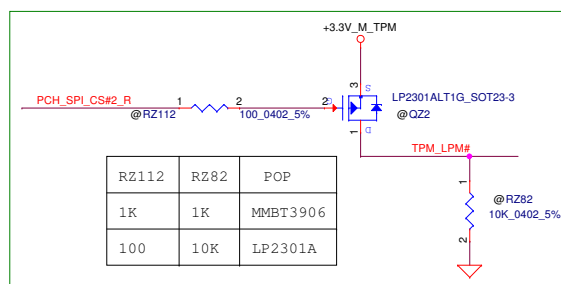 +3.3V_M_TPM
3
S
LP2301ALT1G_SOT23-3
PCH_SPI_CS#2_R
1
2
2
G
@RZ112
100_0402_5%
@QZ2
1
D
TPM_LPM#
RZ112 RZ82 POP
1K 1K MMBT3906
100 10K LP2301A
1
@RZ82
10K_0402_5%
2